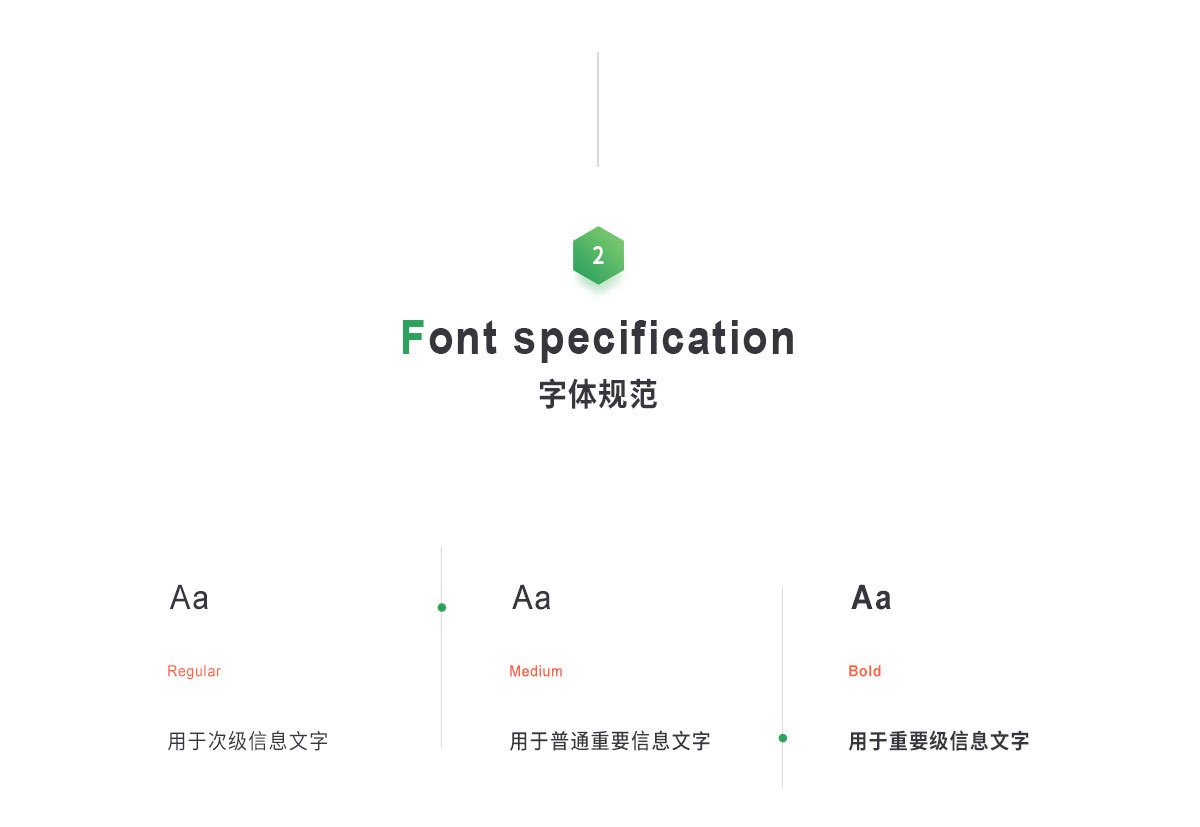 2
Font specification
字体规范
Aa
Regular
用于次级信息文字
Aa
Medium
用于普通重要信息文字
Aa
Bold
用于重要级信息文字